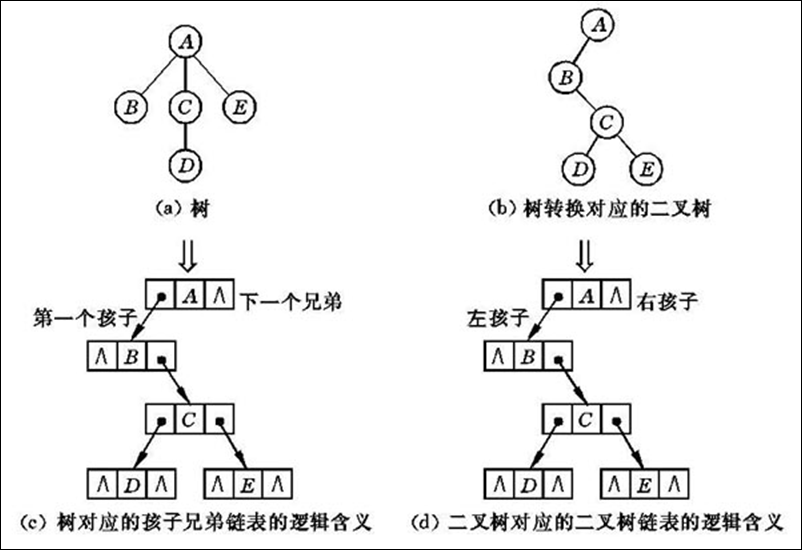 A
B C E
D
(a) 树
A
B
C
D E
(b) 树转换对应的二叉树
A ∧ 下一个兄弟
第一个孩子
∧ B
C
∧ D ∧ ∧ E ∧
(c) 树对应的孩子兄弟链表的逻辑含义
A ∧ 右孩子
左孩子
∧ B
C
∧ D ∧ ∧ E ∧
(d) 二叉树对应的二叉树链表的逻辑含义